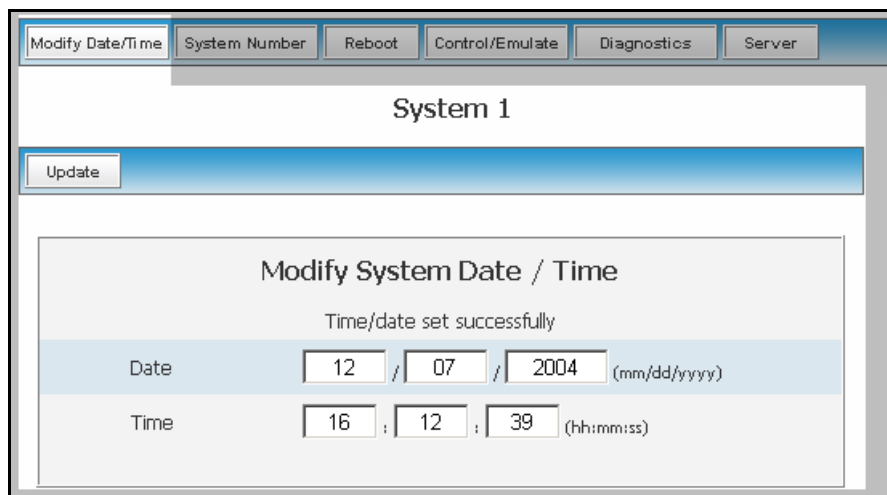 Modify Date/Time System Number Reboot Control/Emulate Diagnostics Server
System 1
Update
Modify System Date / Time
Time/date set successfully
Date 12 / 07 / 2004 (mm/dd/yyyy)
Time 16 : 12 : 39 (hh:mm:ss)